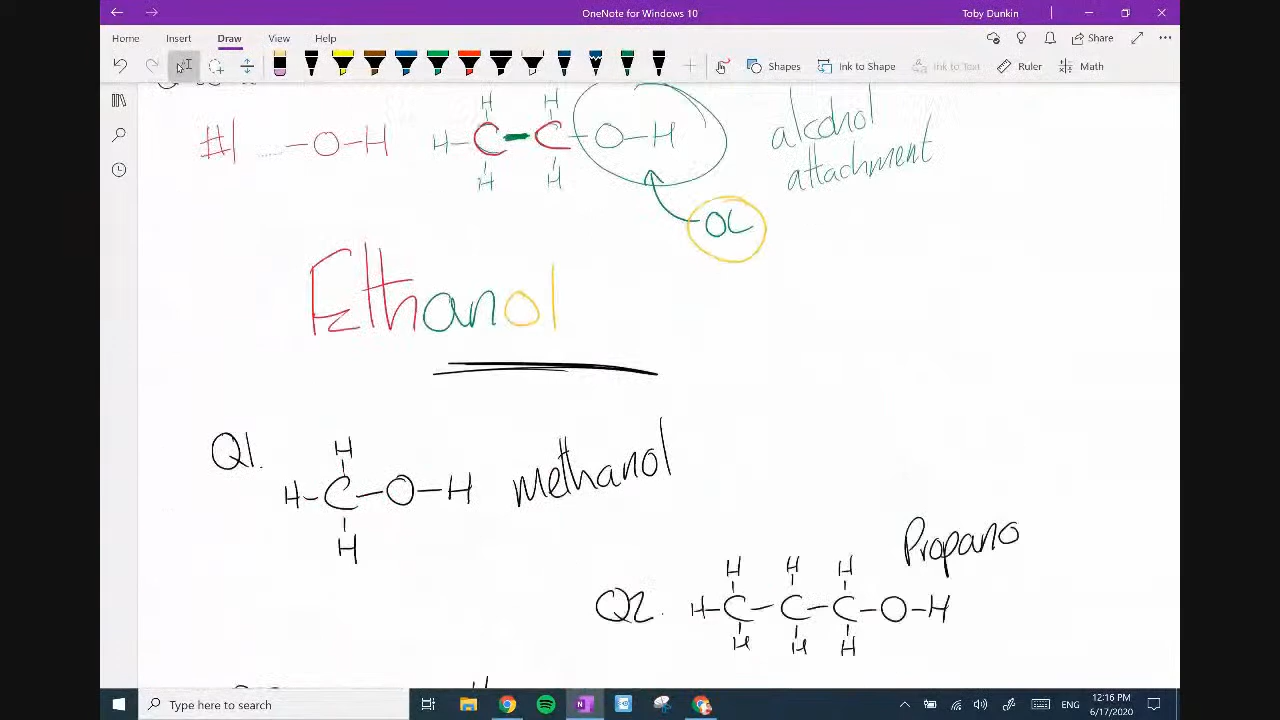 OneNote for Windows 10
Toby Dunkin
Home Insert Draw View Help
Share
Shapes Ink to Shape Ink to Text Ruler Math
#1 -O-H
H H
H-C-C-O-H
H H
alcohol
attachment
OL
Ethanol
Q1.
H
H-C-O-H
H
methanol
Propano
Q2.
H H H
H-C-C-C-O-H
H H H
H
Type here to search
ENG
12:16 PM
6/17/2020